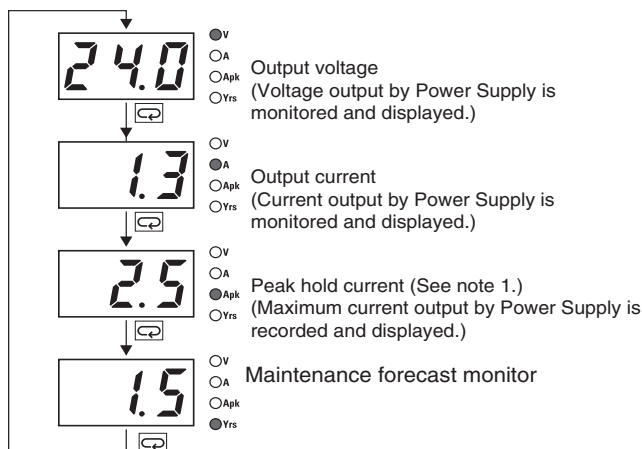 24.0
V
A
Apk
Yrs
Output voltage
(Voltage output by Power Supply is
monitored and displayed.)
1.3
V
A
Apk
Yrs
Output current
(Current output by Power Supply is
monitored and displayed.)
2.5
V
A
Apk
Yrs
Peak hold current (See note 1.)
(Maximum current output by Power Supply is
recorded and displayed.)
1.5
V
A
Apk
Yrs
Maintenance forecast monitor